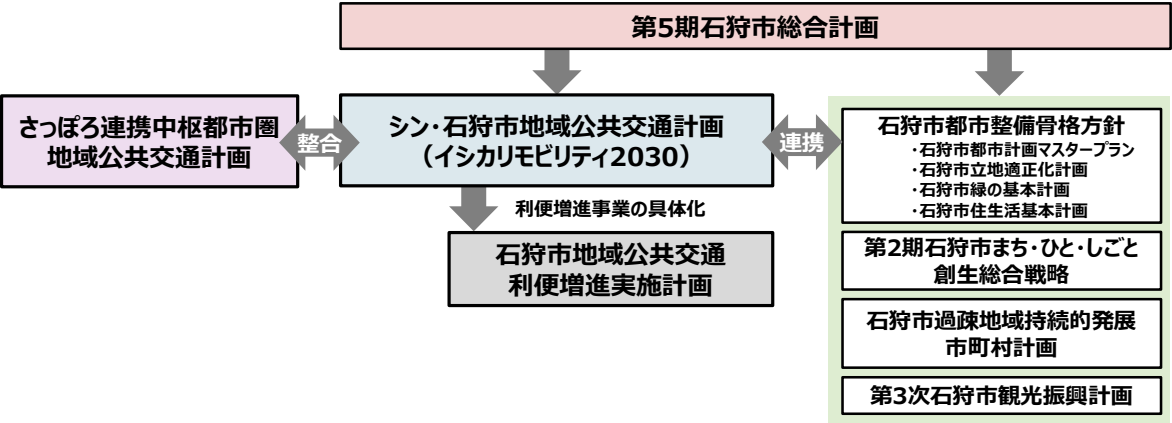 第5期石狩市総合計画
さっぽろ連携中枢都市圏
地域公共交通計画
整合
シン・石狩市地域公共交通計画
（イシカリモビリティ2030）
連携
利便増進事業の具体化
石狩市地域公共交通
利便増進実施計画
石狩市都市整備骨格方針
・石狩市都市計画マスタープラン
・石狩市立地適正化計画
・石狩市緑の基本計画
・石狩市住生活基本計画
第2期石狩市まち・ひと・しごと
創生総合戦略
石狩市過疎地域持続的発展
市町村計画
第3次石狩市観光振興計画